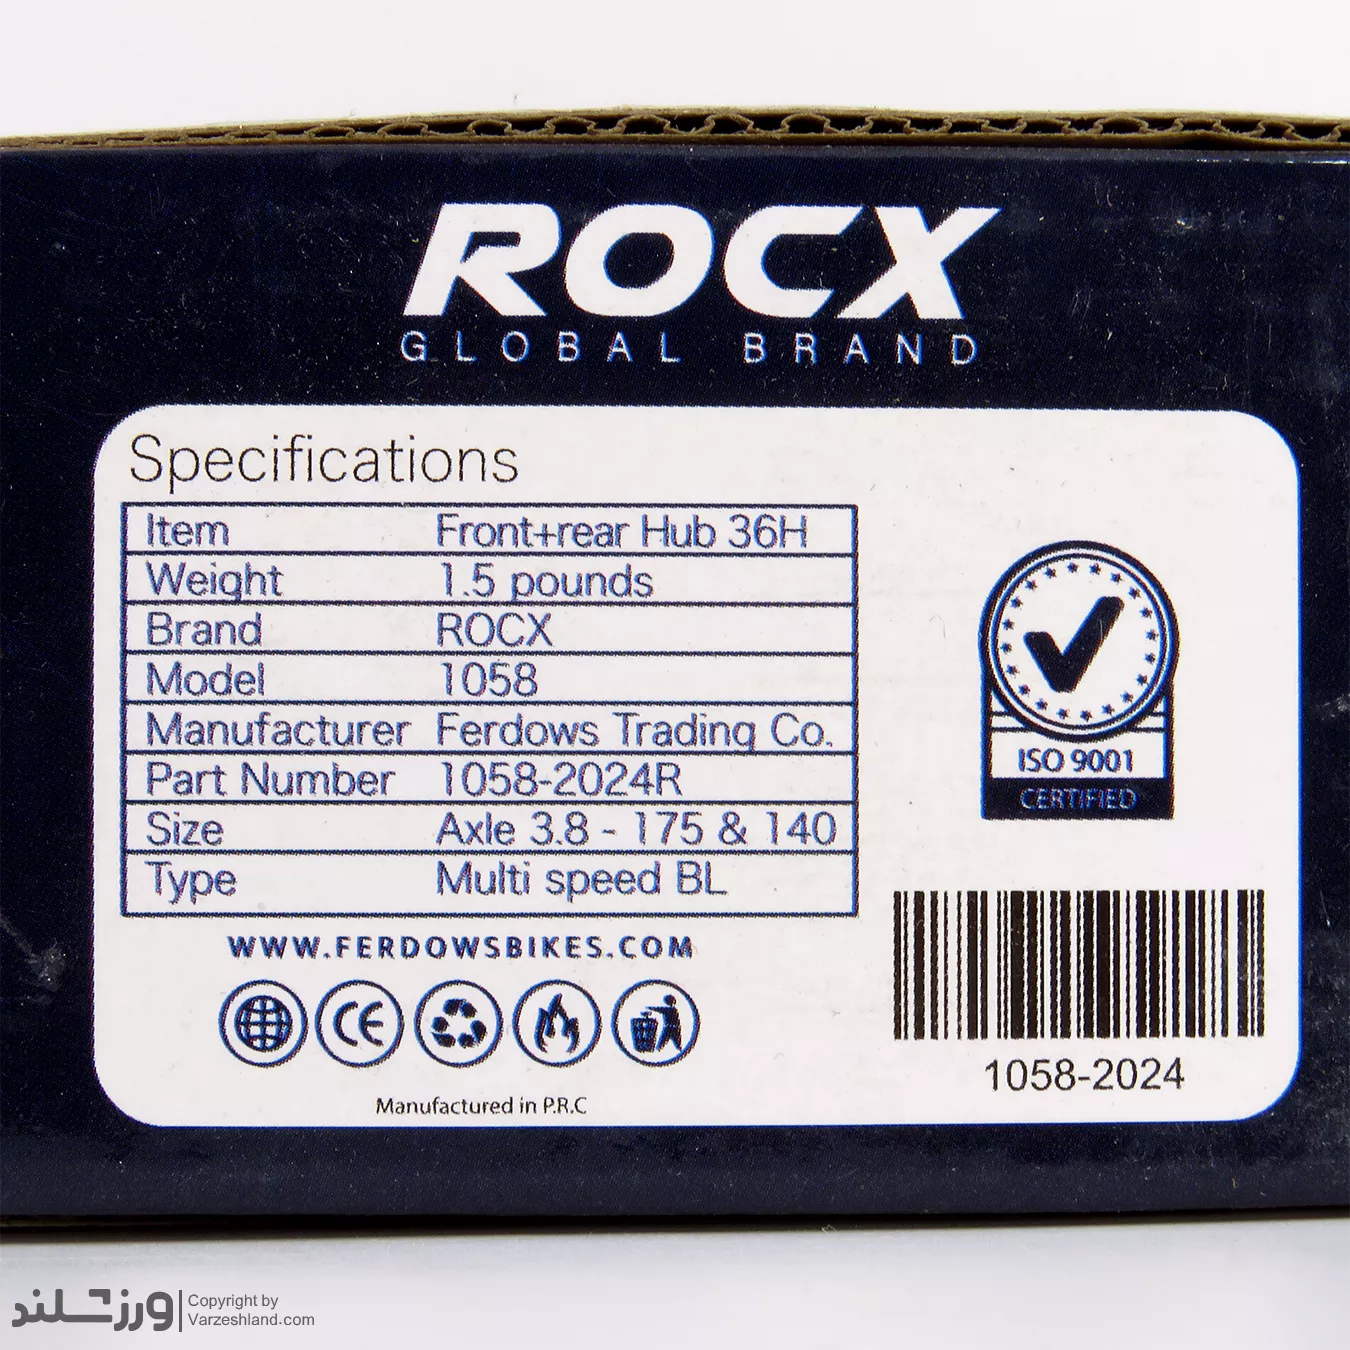 ROCX
GLOBAL BRAND
Specifications
Item Front+rear Hub 36H
Weight 1.5 pounds
Brand ROCX
Model 1058
Manufacturer Ferdows Trading Co.
Part Number 1058-2024R
Size Axle 3.8 - 175 & 140
Type Multi speed BL
ISO 9001
CERTIFIED
WWW.FERDOWSBIKES.COM
CE
1058-2024
Manufactured in P.R.C
ورزشلند
Copyright by
Varzeshland.com